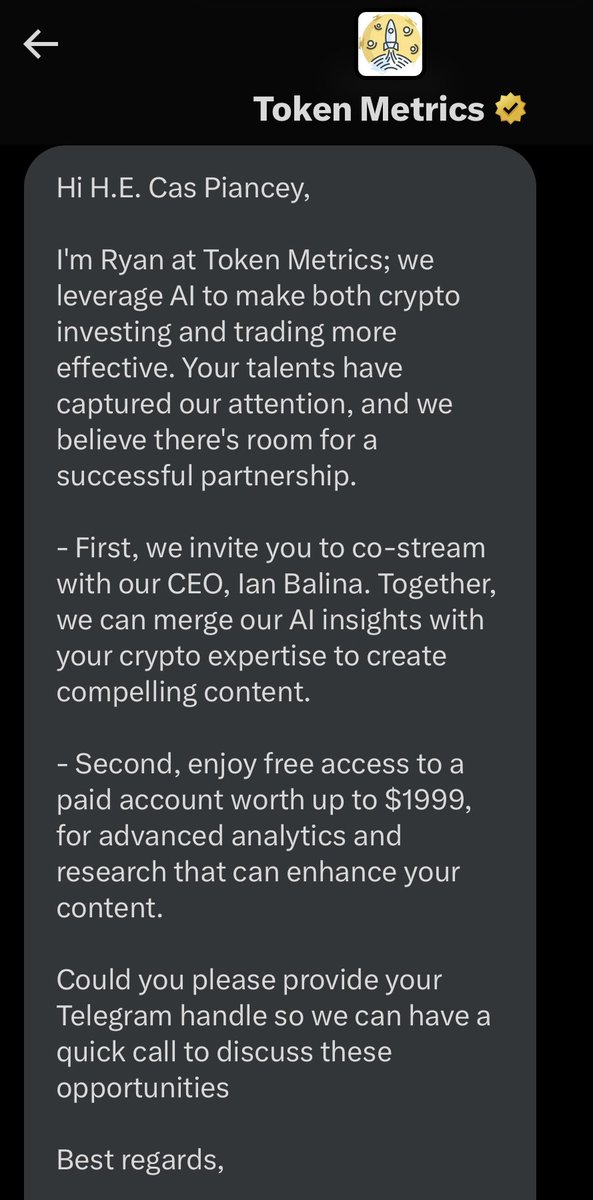 Token Metrics
Hi H.E. Cas Piancey,
I'm Ryan at Token Metrics; we
leverage AI to make both crypto
investing and trading more
effective. Your talents have
captured our attention, and we
believe there's room for a
successful partnership.
- First, we invite you to co-stream
with our CEO, Ian Balina. Together,
we can merge our AI insights with
your crypto expertise to create
compelling content.
- Second, enjoy free access to a
paid account worth up to $1999,
for advanced analytics and
research that can enhance your
content.
Could you please provide your
Telegram handle so we can have a
quick call to discuss these
opportunities
Best regards,